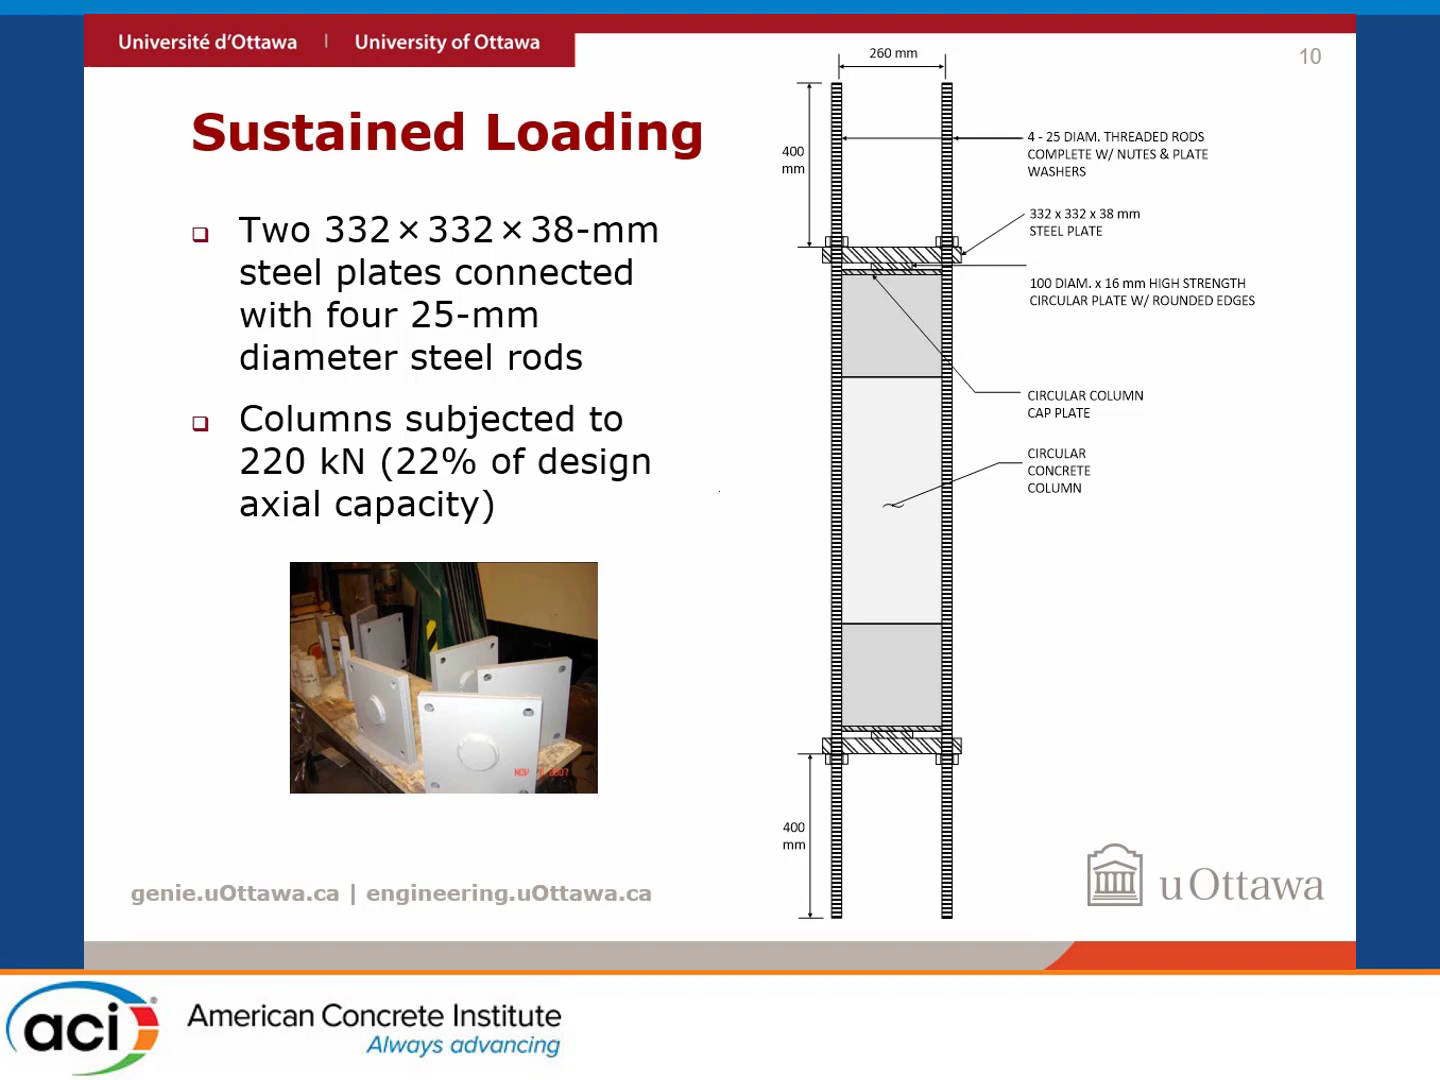 Université d'Ottawa | University of Ottawa
10
Sustained Loading
❑ Two 332×332×38-mm
steel plates connected
with four 25-mm
diameter steel rods
❑ Columns subjected to
220 kN (22% of design
axial capacity)
260 mm
400
mm
4 - 25 DIAM. THREADED RODS
COMPLETE W/ NUTES & PLATE
WASHERS
332 x 332 x 38 mm
STEEL PLATE
100 DIAM. x 16 mm HIGH STRENGTH
CIRCULAR PLATE W/ ROUNDED EDGES
CIRCULAR COLUMN
CAP PLATE
CIRCULAR
CONCRETE
COLUMN
400
mm
NOV
genie.uOttawa.ca | engineering.uOttawa.ca
uOttawa
aci®
American Concrete Institute
Always advancing